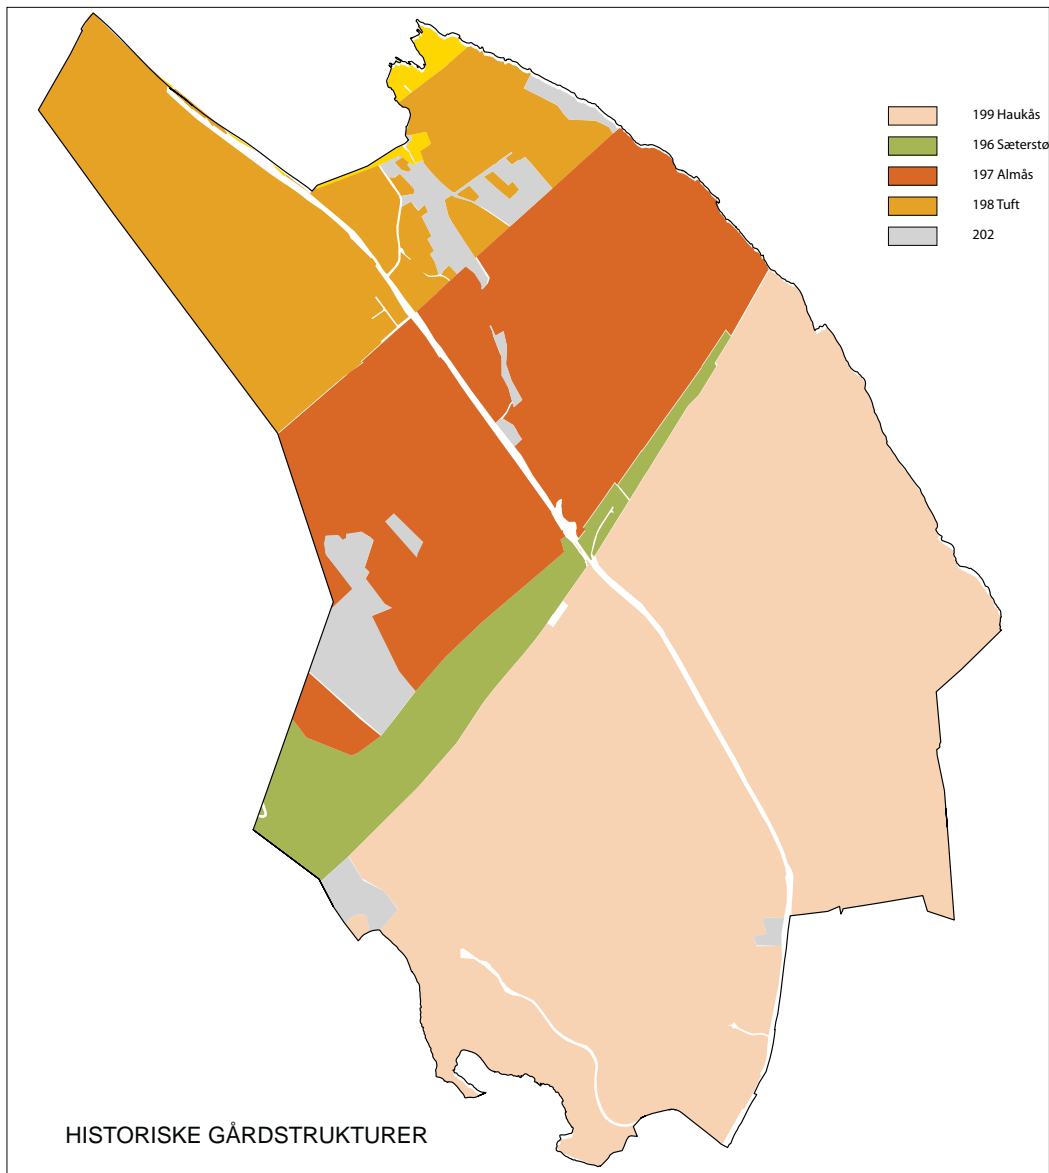 199 Haukås
196 Sæterstø
197 Almås
198 Tuft
202
HISTORISKE GÅRDSTRUKTURER